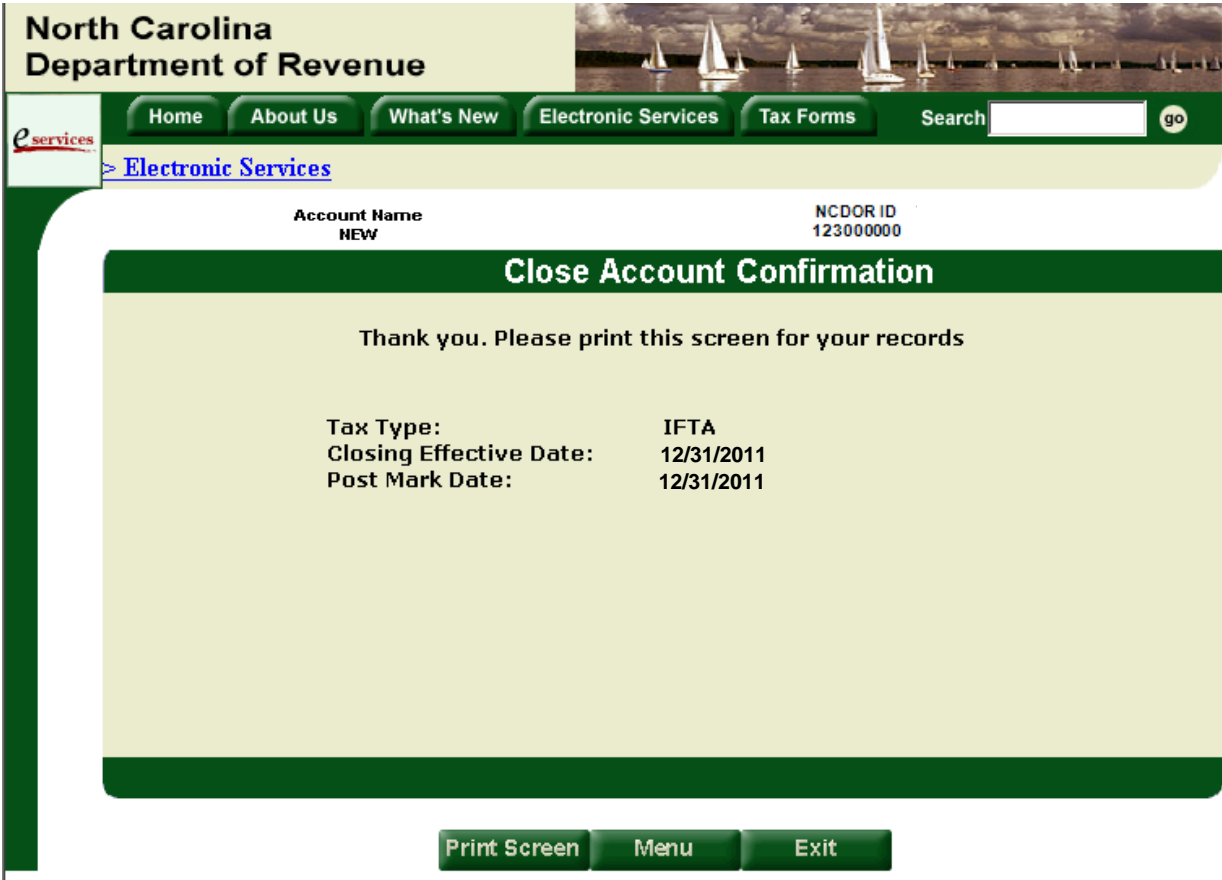 North Carolina
Department of Revenue
Home About Us What's New Electronic Services Tax Forms Search go
e services
> Electronic Services
Account Name NCDOR ID
NEW 123000000
Close Account Confirmation
Thank you. Please print this screen for your records
Tax Type: IFTA
Closing Effective Date: 12/31/2011
Post Mark Date: 12/31/2011
Print Screen Menu Exit